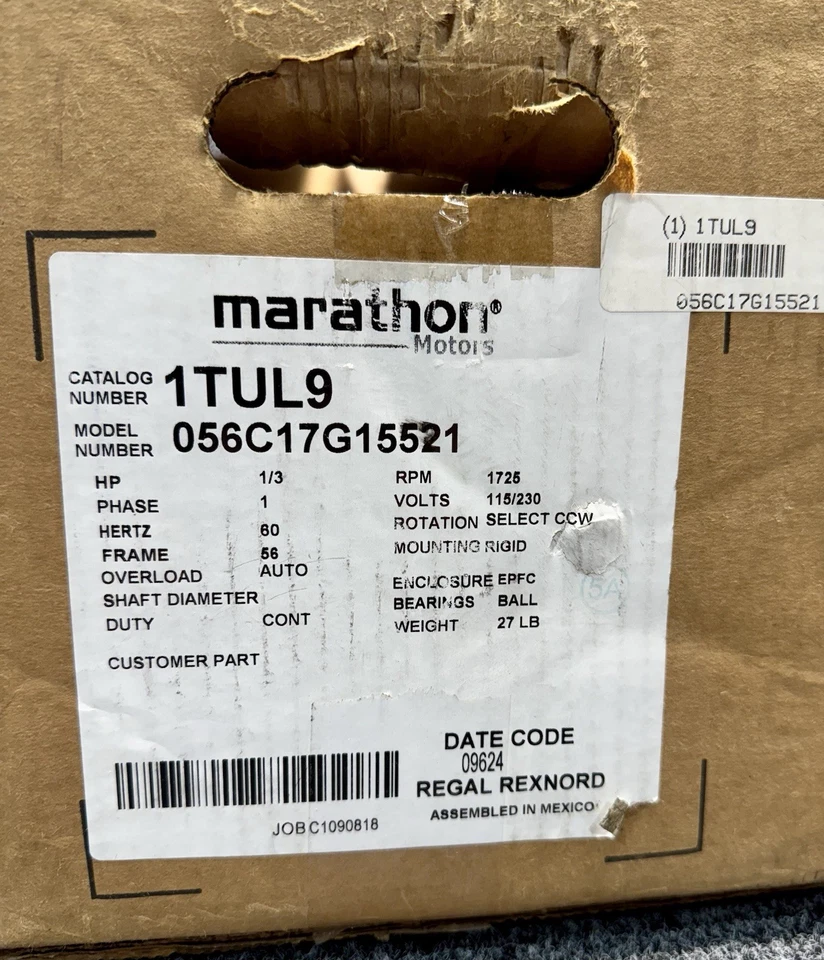 (1) 1TUL9
056C17G15521
marathon®
Motors
CATALOG NUMBER 1TUL9
MODEL NUMBER 056C17G15521
HP 1/3
PHASE 1
HERTZ 60
FRAME 56
OVERLOAD AUTO
SHAFT DIAMETER
DUTY CONT
CUSTOMER PART
RPM 1725
VOLTS 115/230
ROTATION SELECT CCW
MOUNTING RIGID
ENCLOSURE EPFC
BEARINGS BALL
WEIGHT 27 LB
5A
DATE CODE
09624
REGAL REXNORD
ASSEMBLED IN MEXICO
JOB C1090818